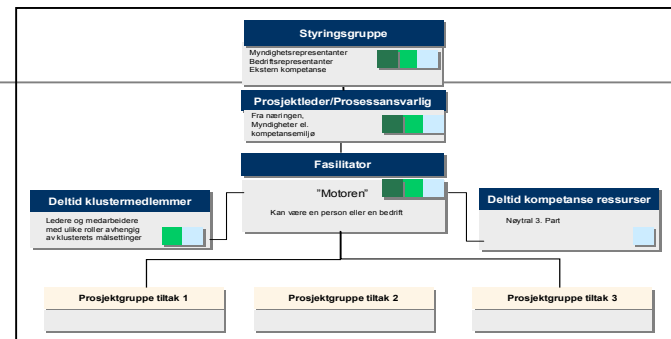 Styringsgruppe
Myndighetsrepresentanter
Bedriftsrepresentanter
Ekstern kompetanse
Prosjektleder/Prosessansvarlig
Fra næringen,
Myndigheter el.
kompetansemiljø
Fasilitator
"Motoren"
Kan være en person eller en bedrift
Deltid klustermedlemmer
Ledere og medarbeidere
med ulike roller avhengig
av klusterets målsettinger
Deltid kompetanse ressurser
Nøytral 3. Part
Prosjektgruppe tiltak 1
Prosjektgruppe tiltak 2
Prosjektgruppe tiltak 3